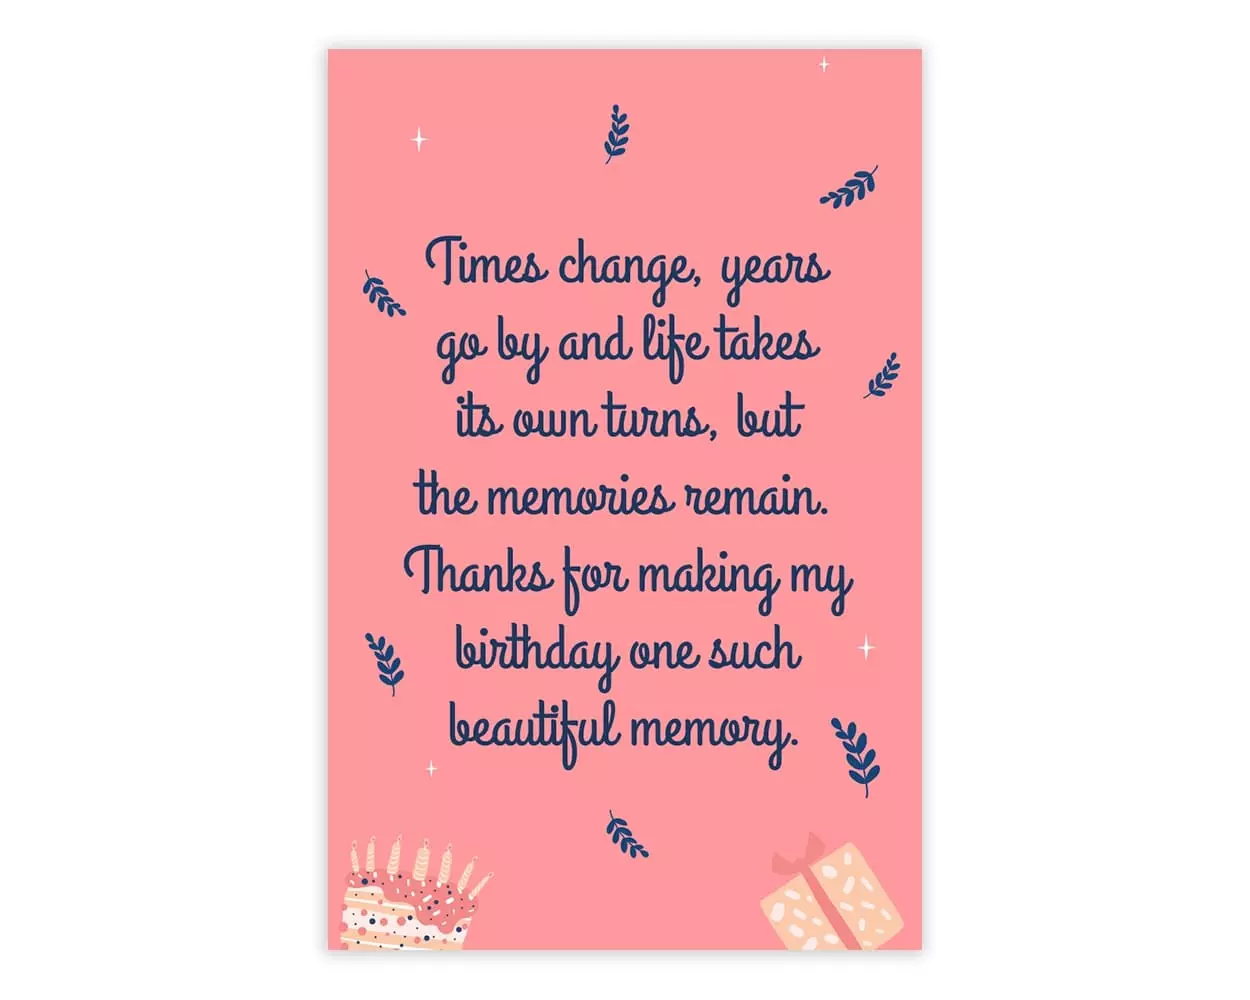 Times change, years
go by and life takes
its own turns, but
the memories remain.
Thanks for making my
birthday one such
beautiful memory.